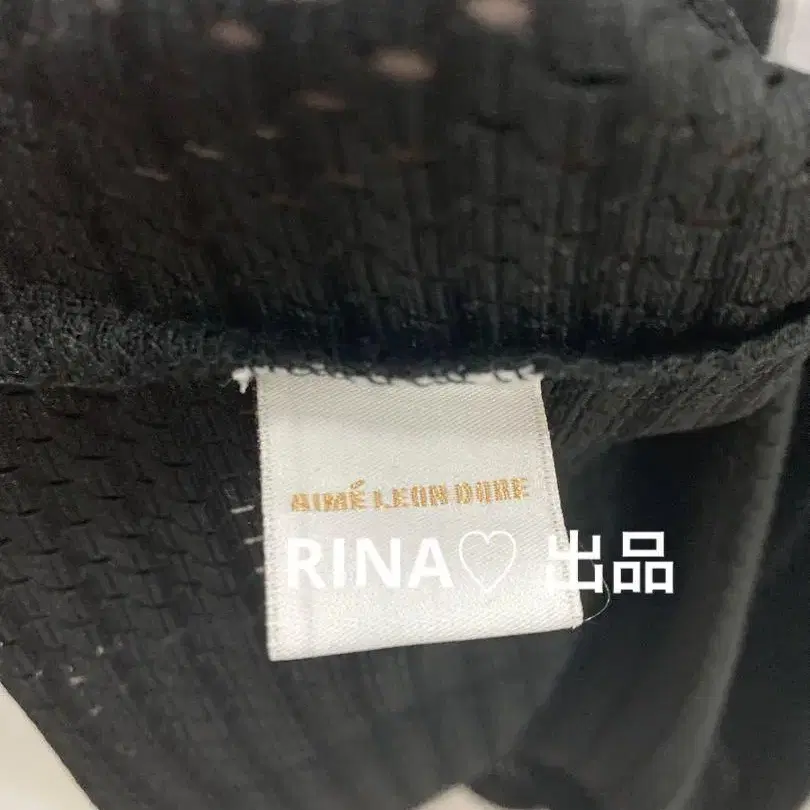 AIMÉ LEON DORE
RINA♡ 出品